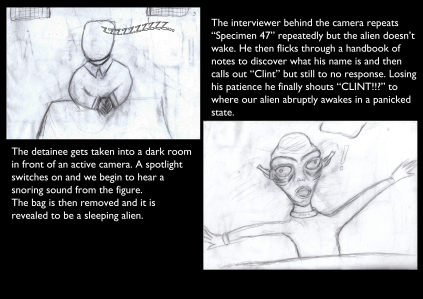 ZZZZZZZZZZ
The detainee gets taken into a dark room
in front of an active camera. A spotlight
switches on and we begin to hear a
snoring sound from the figure.
The bag is then removed and it is
revealed to be a sleeping alien.
The interviewer behind the camera repeats
“Specimen 47” repeatedly but the alien doesn’t
wake. He then flicks through a handbook of
notes to discover what his name is and then
calls out “Clint” but still to no response. Losing
his patience he finally shouts “CLINT!!?” to
where our alien abruptly awakes in a panicked
state.